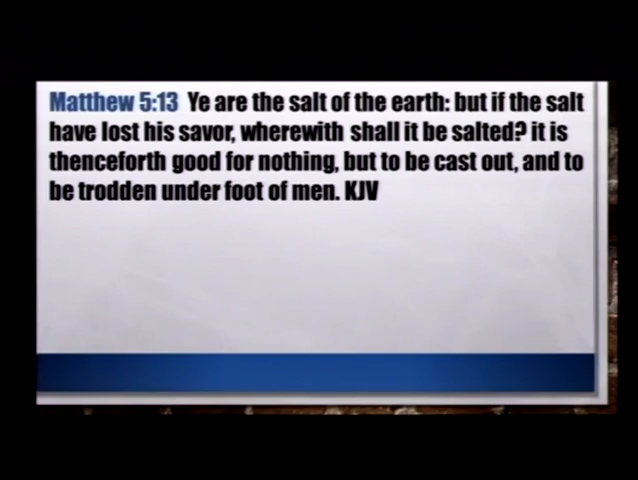 Matthew 5:13 Ye are the salt of the earth: but if the salt
have lost his savor, wherewith shall it be salted? it is
thenceforth good for nothing, but to be cast out, and to
be trodden under foot of men. KJV